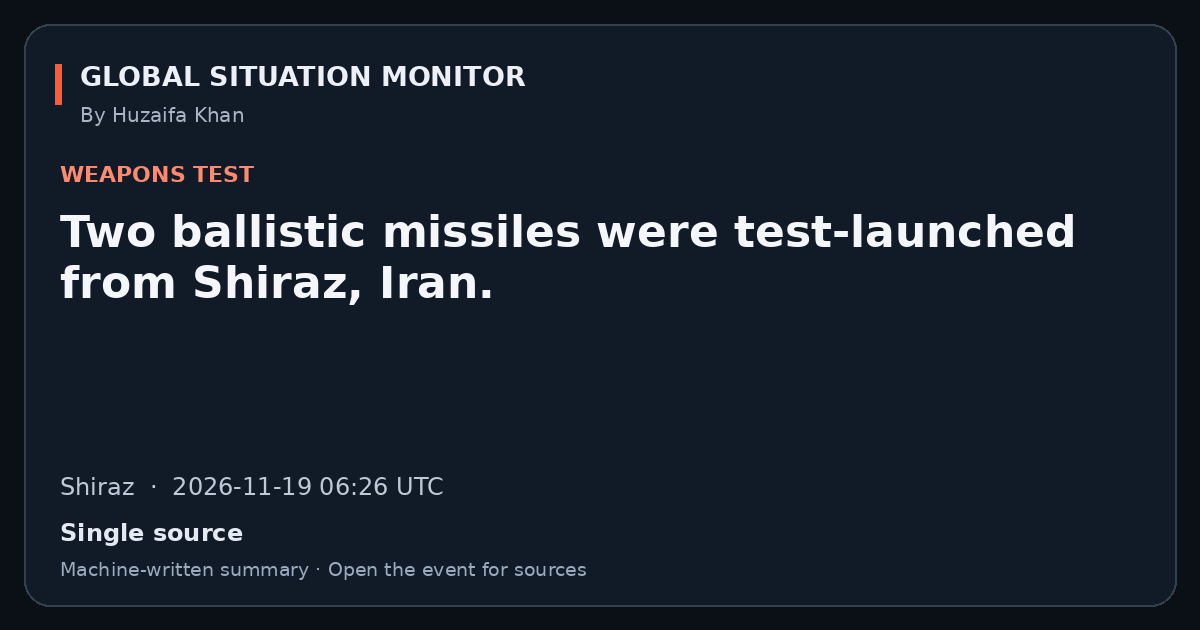 GLOBAL SITUATION MONITOR
By Huzaifa Khan
WEAPONS TEST
Two ballistic missiles were test-launched
from Shiraz, Iran.
Shiraz · 2026-11-19 06:26 UTC
Single source
Machine-written summary · Open the event for sources